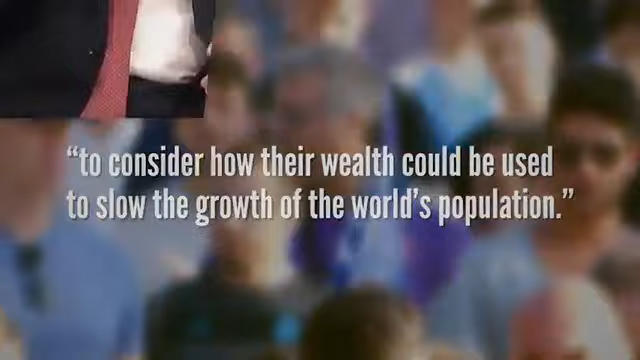 “to consider how their wealth could be used
to slow the growth of the world’s population.”